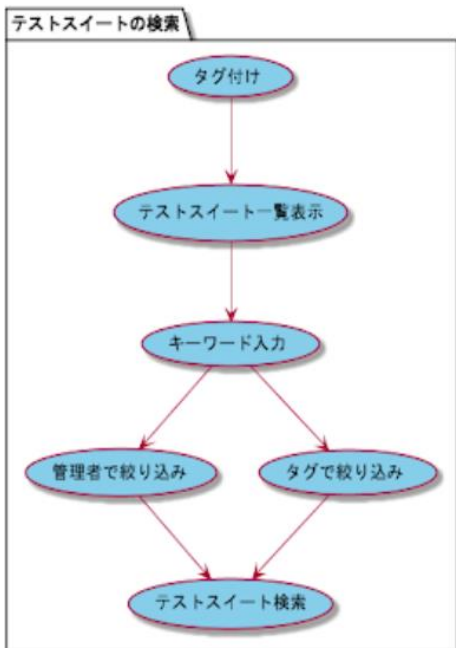 テストスイートの検索
タグ付け
テストスイート一覧表示
キーワード入力
管理者で絞り込み
タグで絞り込み
テストスイート検索